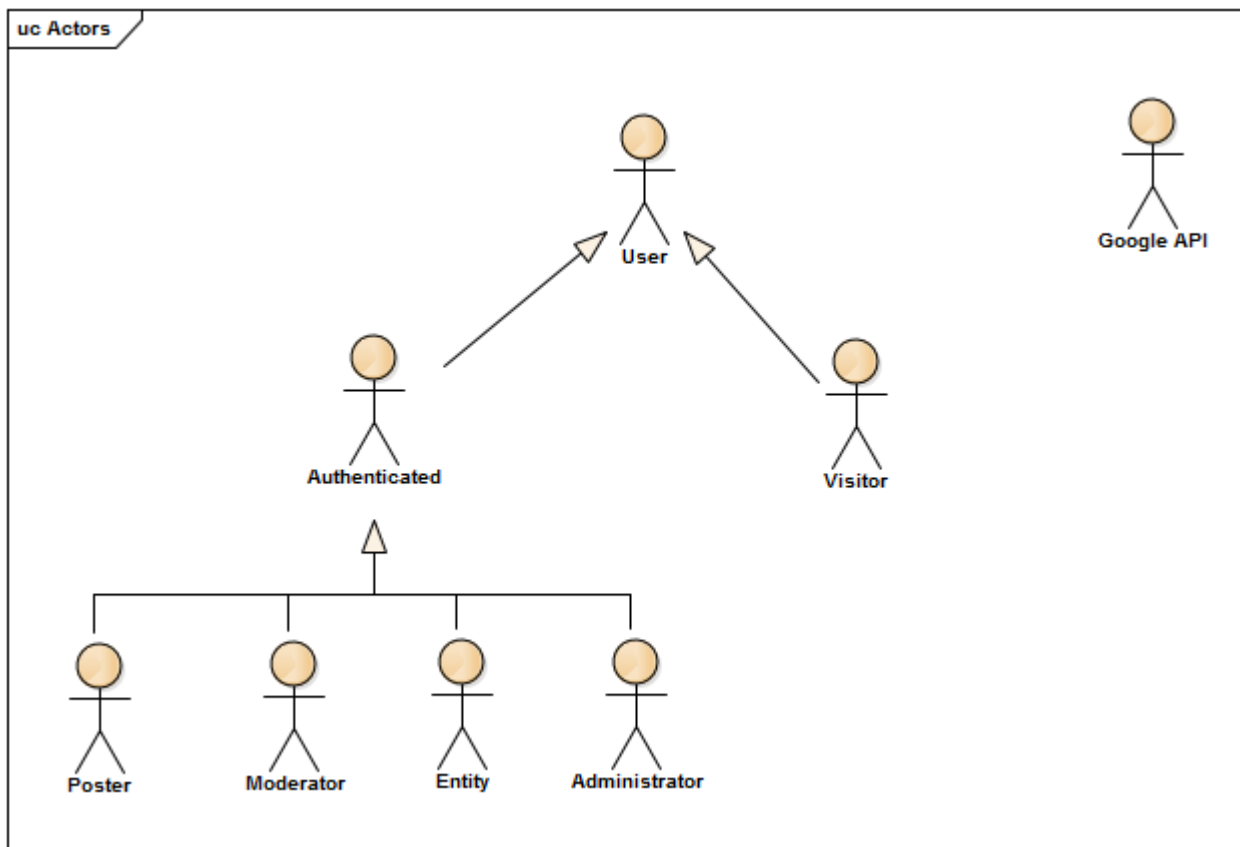 uc Actors
User
Google API
Authenticated
Visitor
Poster
Moderator
Entity
Administrator